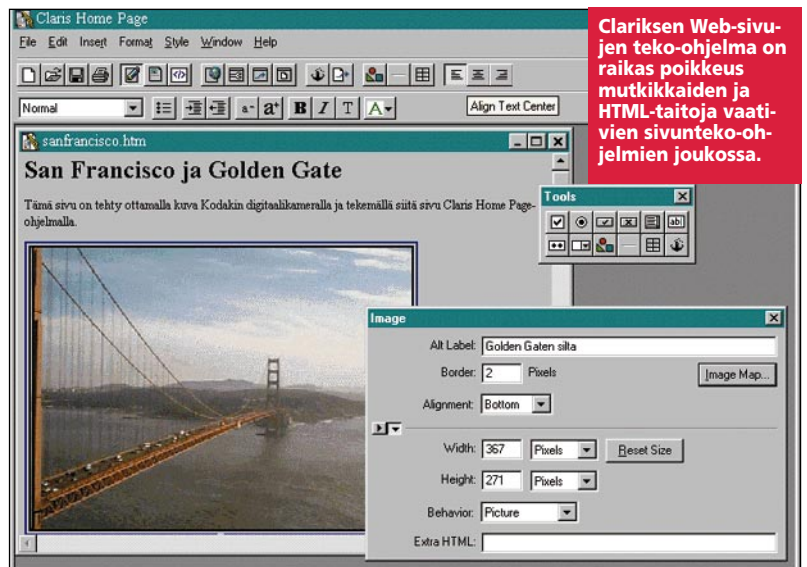 Claris Home Page
File Edit Insert Format Style Window Help
Normal
a- a+ B I T A
Align Text Center
Clariksen Web-sivu-
jen teko-ohjelma on
raikas poikkeus
mutkikkaiden ja
HTML-taitoja vaati-
vien sivunteko-oh-
jelmien joukossa.
sanfrancisco.htm
San Francisco ja Golden Gate
Tämä sivu on tehty ottamalla kuva Kodakin digitaalikameralla ja tekemällä siitä sivu Claris Home Page-
ohjelmalla.
Tools
ab|
Image
Alt Label: Golden Gaten silta
Border: 2 Pixels
Image Map...
Alignment: Bottom
Width: 367 Pixels Reset Size
Height: 271 Pixels
Behavior: Picture
Extra HTML: